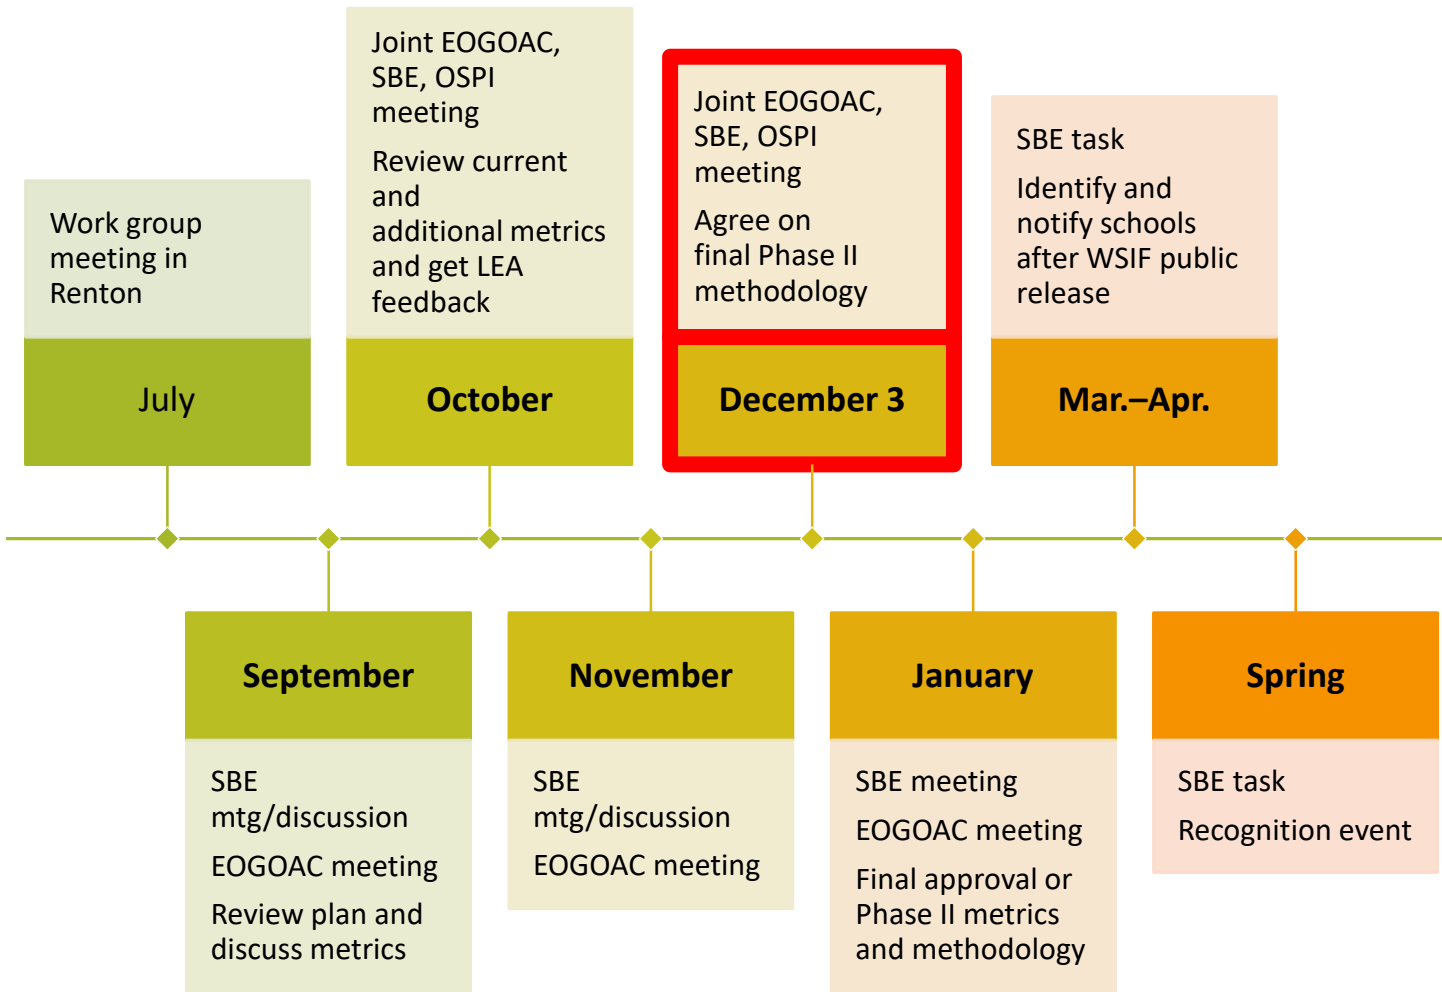 Work group
meeting in
Renton
July
Joint EOGOAC,
SBE, OSPI
meeting
Review current
and
additional metrics
and get LEA
feedback
October
Joint EOGOAC,
SBE, OSPI
meeting
Agree on
final Phase II
methodology
December 3
SBE task
Identify and
notify schools
after WSIF public
release
Mar.–Apr.
September
SBE
mtg/discussion
EOGOAC meeting
Review plan and
discuss metrics
November
SBE
mtg/discussion
EOGOAC meeting
January
SBE meeting
EOGOAC meeting
Final approval or
Phase II metrics
and methodology
Spring
SBE task
Recognition event